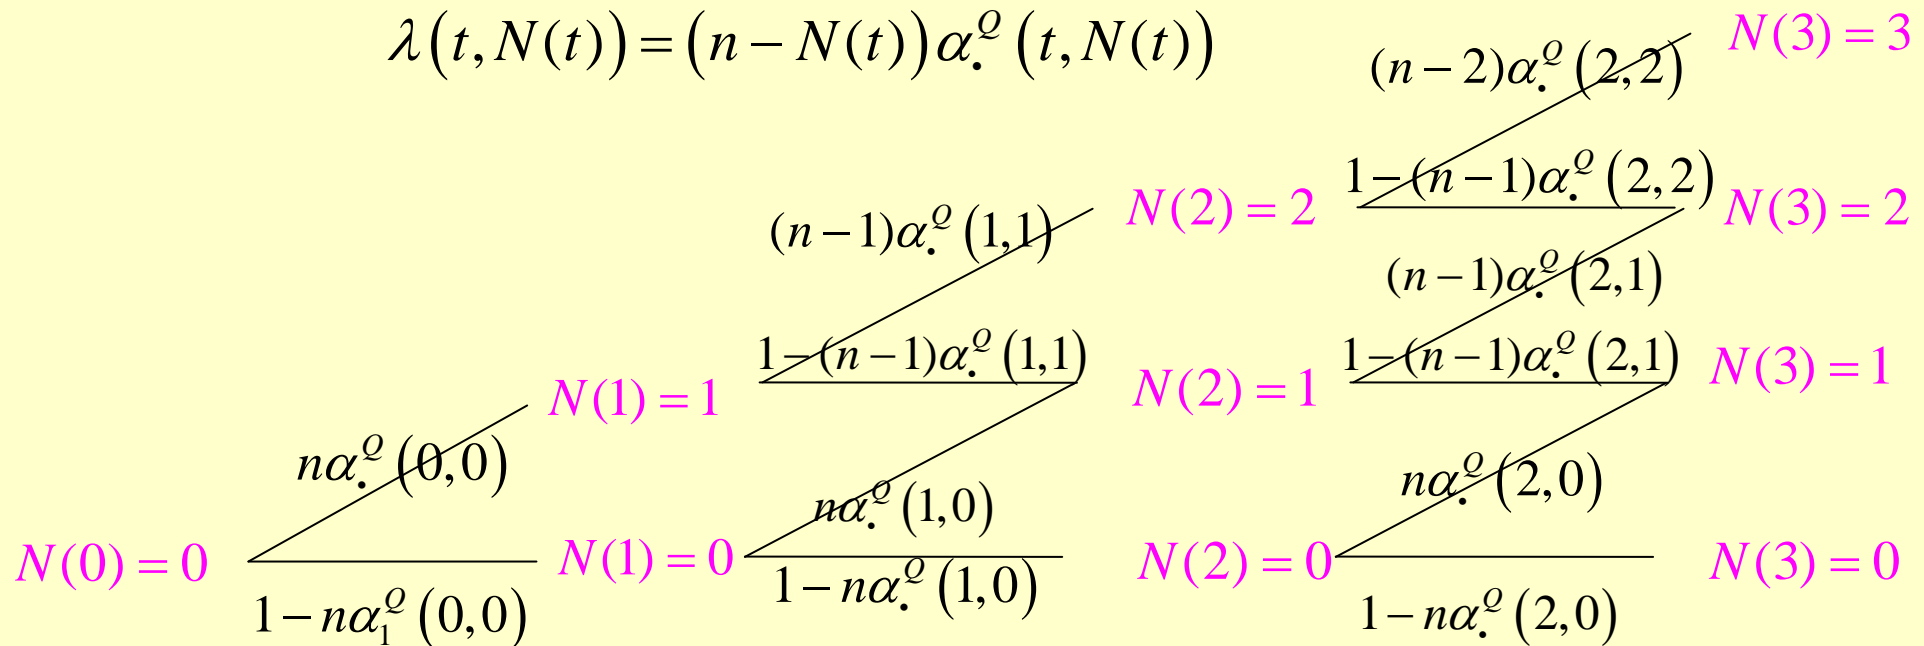 λ(t, N(t)) = (n − N(t)) α.^Q (t, N(t))
N(3) = 3
(n − 2)α.^Q (2,2)
1 − (n − 1)α.^Q (2,2)
N(2) = 2
N(3) = 2
(n − 1)α.^Q (1,1)
(n − 1)α.^Q (2,1)
1 − (n − 1)α.^Q (1,1)
1 − (n − 1)α.^Q (2,1)
N(3) = 1
N(1) = 1
N(2) = 1
nα.^Q (0,0)
nα.^Q (1,0)
nα.^Q (2,0)
N(0) = 0
N(1) = 0
N(2) = 0
N(3) = 0
1 − nα₁^Q (0,0)
1 − nα.^Q (1,0)
1 − nα.^Q (2,0)